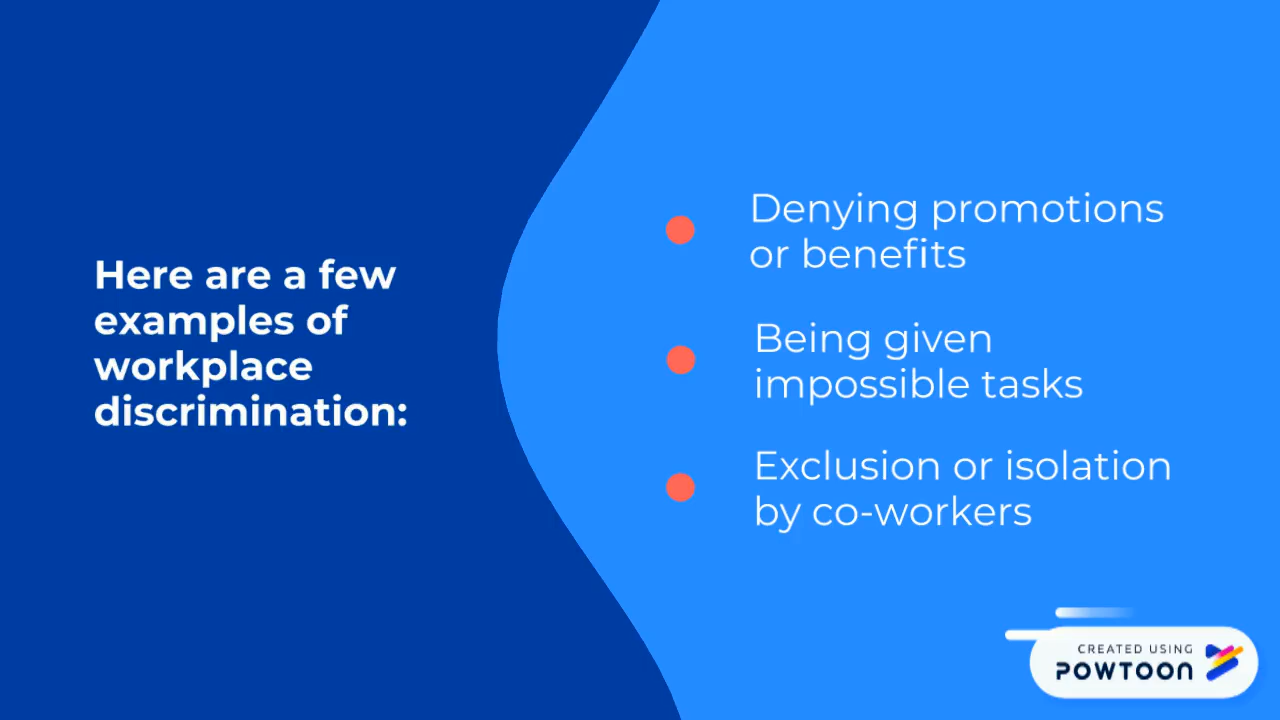 Here are a few
examples of
workplace
discrimination:
Denying promotions
or benefits
Being given
impossible tasks
Exclusion or isolation
by co-workers
CREATED USING
POWTOON